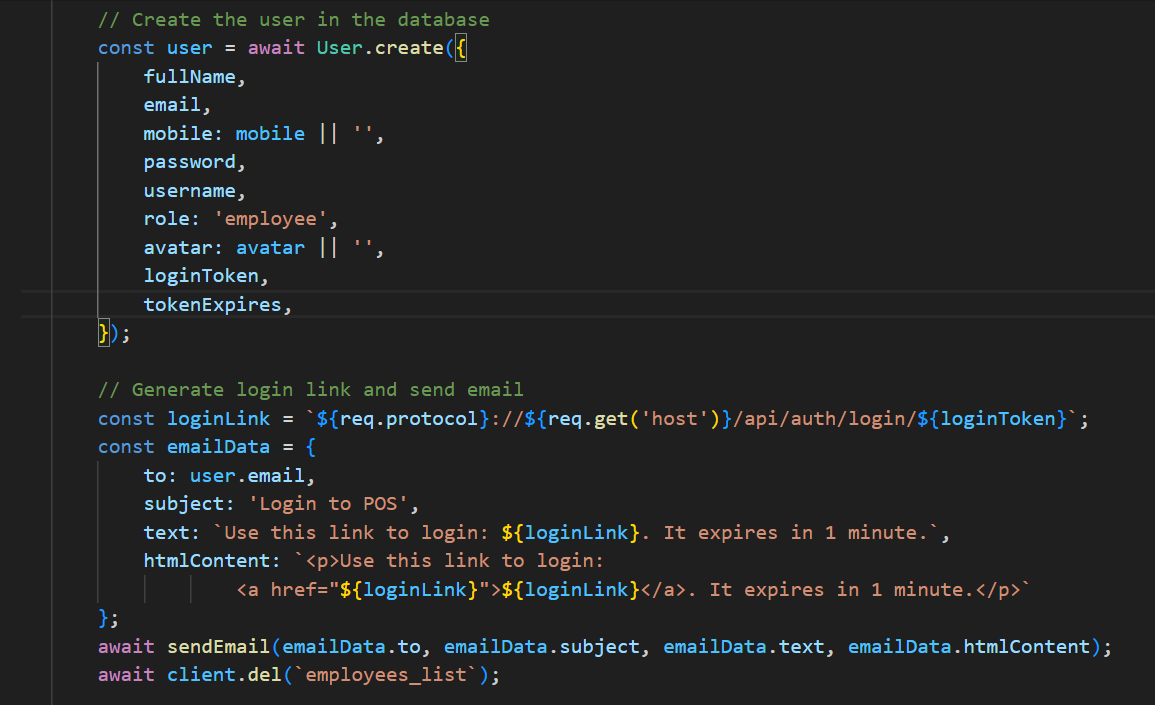 // Create the user in the database
const user = await User.create({
fullName,
email,
mobile: mobile || '',
password,
username,
role: 'employee',
avatar: avatar || '',
loginToken,
tokenExpires,
});
// Generate login link and send email
const loginLink = `${req.protocol}://${req.get('host')}/api/auth/login/${loginToken}`;
const emailData = {
to: user.email,
subject: 'Login to POS',
text: `Use this link to login: ${loginLink}. It expires in 1 minute.`,
htmlContent: `<p>Use this link to login:
<a href="${loginLink}">${loginLink}</a>. It expires in 1 minute.</p>`
};
await sendEmail(emailData.to, emailData.subject, emailData.text, emailData.htmlContent);
await client.del(`employees_list`);